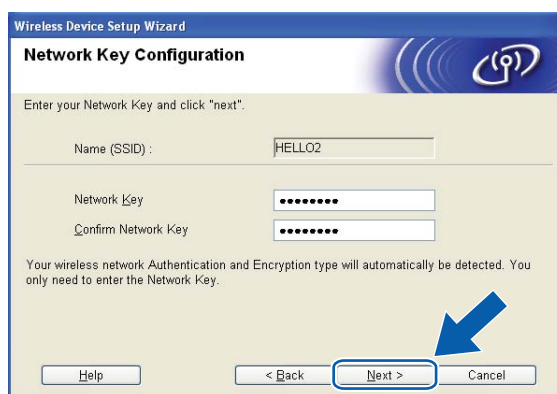 Wireless Device Setup Wizard
Network Key Configuration
Enter your Network Key and click "next".
Name (SSID) : HELLO2
Network Key ••••••••
Confirm Network Key ••••••••
Your wireless network Authentication and Encryption type will automatically be detected. You
only need to enter the Network Key.
Help < Back Next > Cancel